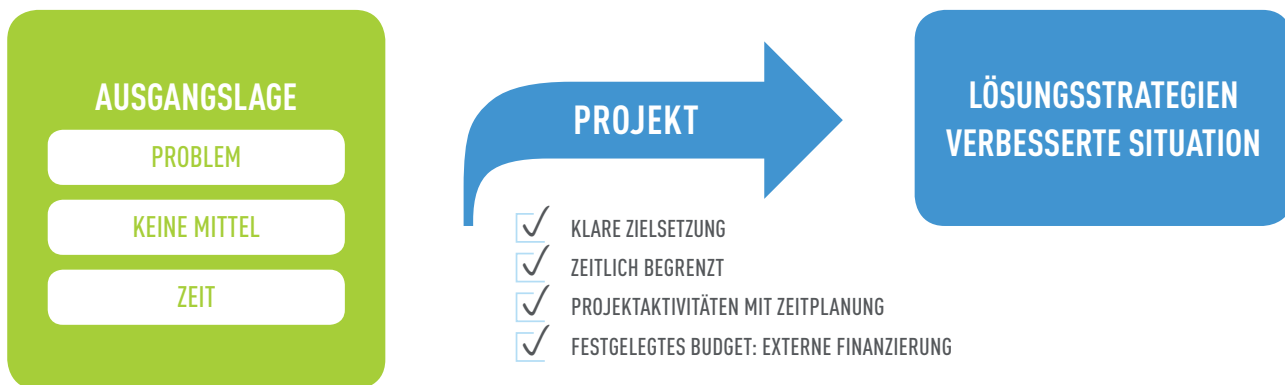 AUSGANGSLAGE
PROBLEM
KEINE MITTEL
ZEIT
PROJEKT
KLARE ZIELSETZUNG
ZEITLICH BEGRENZT
PROJEKTAKTIVITÄTEN MIT ZEITPLANUNG
FESTGELEGTES BUDGET: EXTERNE FINANZIERUNG
LÖSUNGSSTRATEGIEN
VERBESSERTE SITUATION